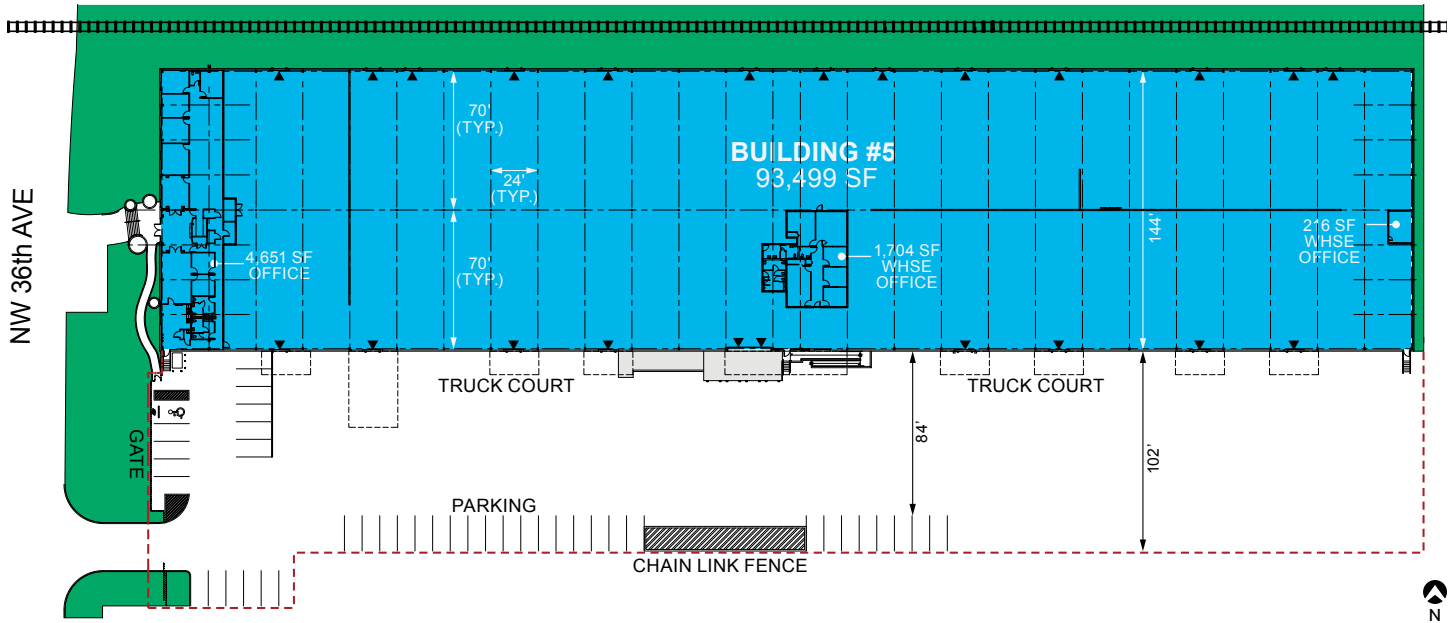 70'
(TYP.)
BUILDING #5
93,499 SF
24'
(TYP.)
NW 36th AVE
144'
216 SF
WHSE
OFFICE
4,651 SF
OFFICE
70'
(TYP.)
1,704 SF
WHSE
OFFICE
TRUCK COURT
TRUCK COURT
GATE
84'
102'
PARKING
CHAIN LINK FENCE
N